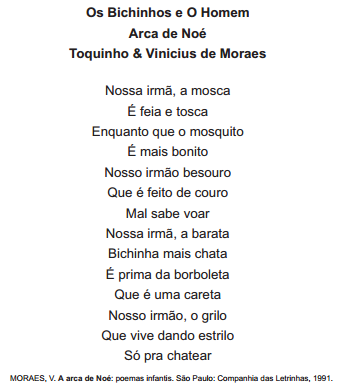 Os Bichinhos e O Homem
Arca de Noé
Toquinho & Vinicius de Moraes
Nossa irmã, a mosca
É feia e tosca
Enquanto que o mosquito
É mais bonito
Nosso irmão besouro
Que é feito de couro
Mal sabe voar
Nossa irmã, a barata
Bichinha mais chata
É prima da borboleta
Que é uma careta
Nosso irmão, o grilo
Que vive dando estrilo
Só pra chatear
MORAES, V. A arca de Noé: poemas infantis. São Paulo: Companhia das Letrinhas, 1991.